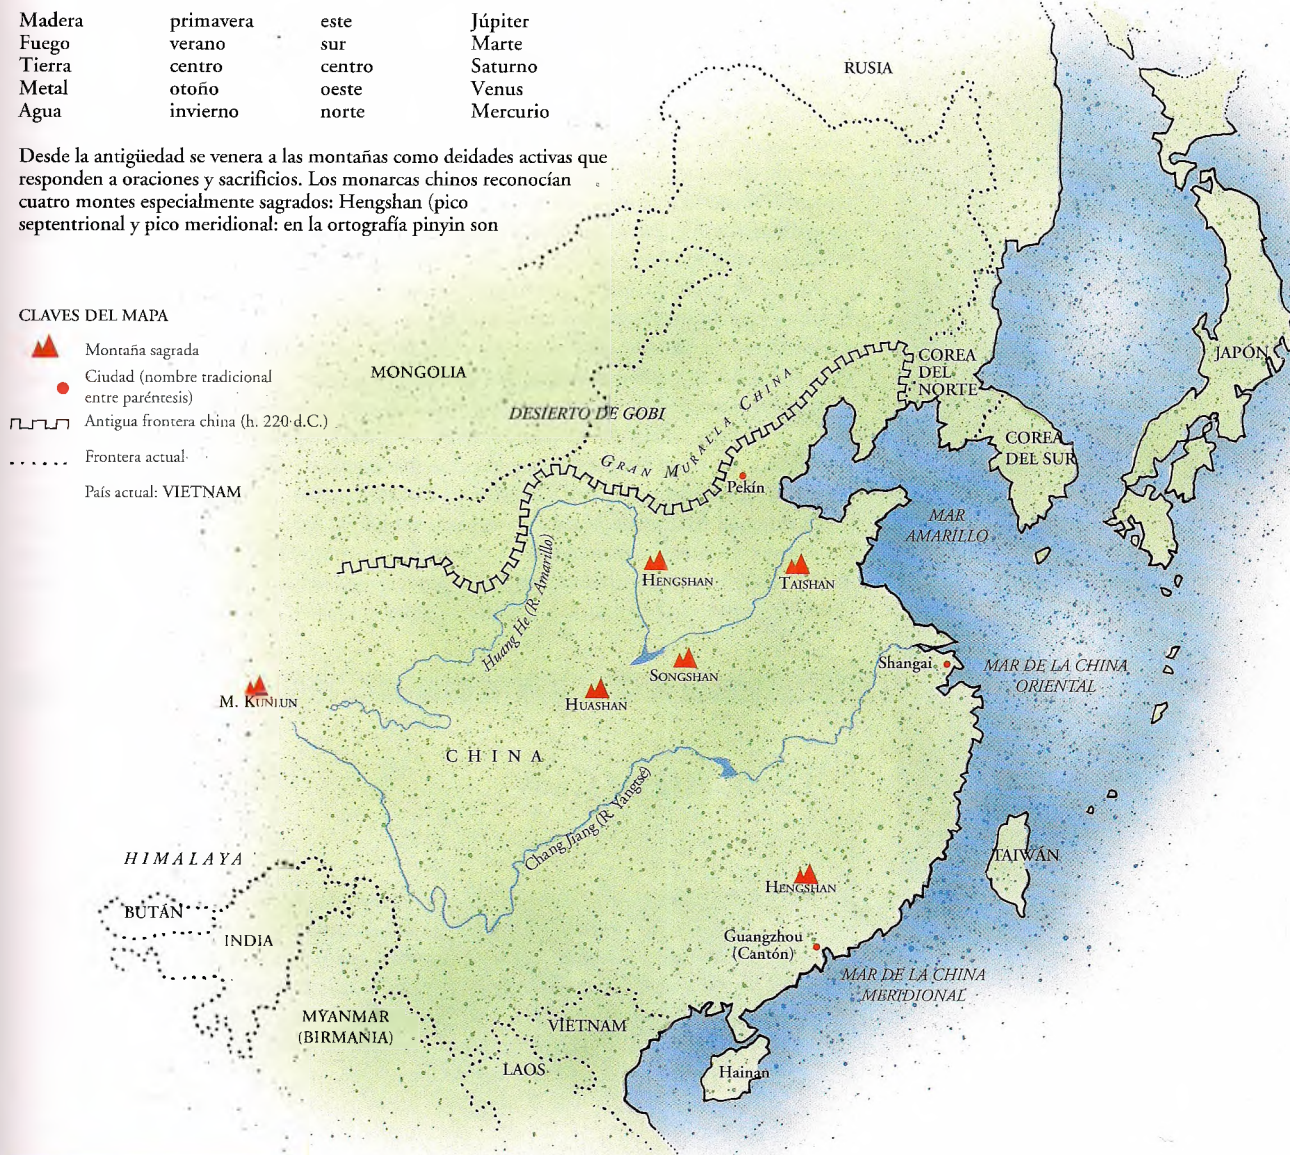 Madera primavera este Júpiter
Fuego verano sur Marte
Tierra centro centro Saturno
Metal otoño oeste Venus
Agua invierno norte Mercurio
Desde la antigüedad se venera a las montañas como deidades activas que
responden a oraciones y sacrificios. Los monarcas chinos reconocían
cuatro montes especialmente sagrados: Hengshan (pico
septentrional y pico meridional: en la ortografía pinyin son
CLAVES DEL MAPA
Montaña sagrada
Ciudad (nombre tradicional
entre paréntesis)
Antigua frontera china (h. 220 d.C.)
Frontera actual
País actual: VIETNAM
RUSIA
MONGOLIA
DESIERTO DE GOBI
GRAN MURALLA CHINA
COREA
DEL
NORTE
JAPÓN
COREA
DEL SUR
Pekín
MAR
AMARILLO
HENGSHAN
TAISHAN
Huang He (R. Amarillo)
SONGSHAN
HUASHAN
Shangai
MAR DE LA CHINA
ORIENTAL
M. KUNLUN
CHINA
Chang Jiang (R. Yangtsé)
TAIWÁN
HIMALAYA
HENGSHAN
BUTÁN
INDIA
Guangzhou
(Cantón)
MAR DE LA CHINA
MERIDIONAL
MYANMAR
(BIRMANIA)
VIETNAM
LAOS
Hainan